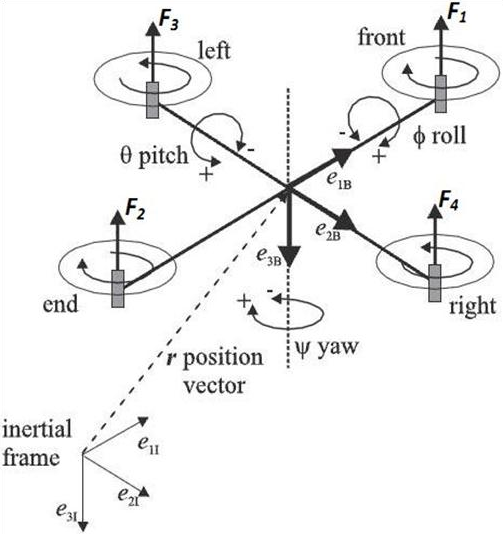 F₃
F₁
left
front
-
-
θ pitch
+
+
ϕ roll
e₁B
F₂
F₄
e₂B
e₃B
end
right
+
-
ψ yaw
r position
vector
inertial
frame
e₁I
e₂I
e₃I